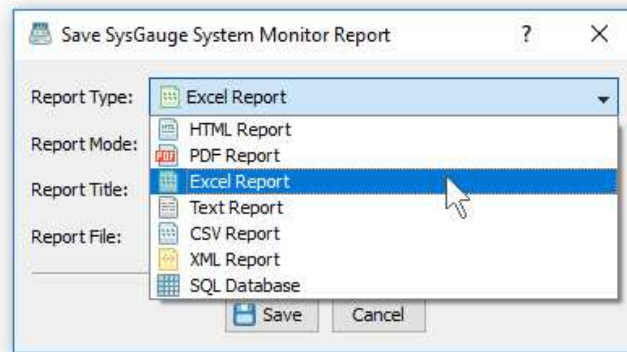 Save SysGauge System Monitor Report ?
Report Type: Excel Report
HTML Report
Report Mode:
PDF Report
Excel Report
Report Title:
Text Report
Report File:
CSV Report
XML Report
SQL Database
Save Cancel